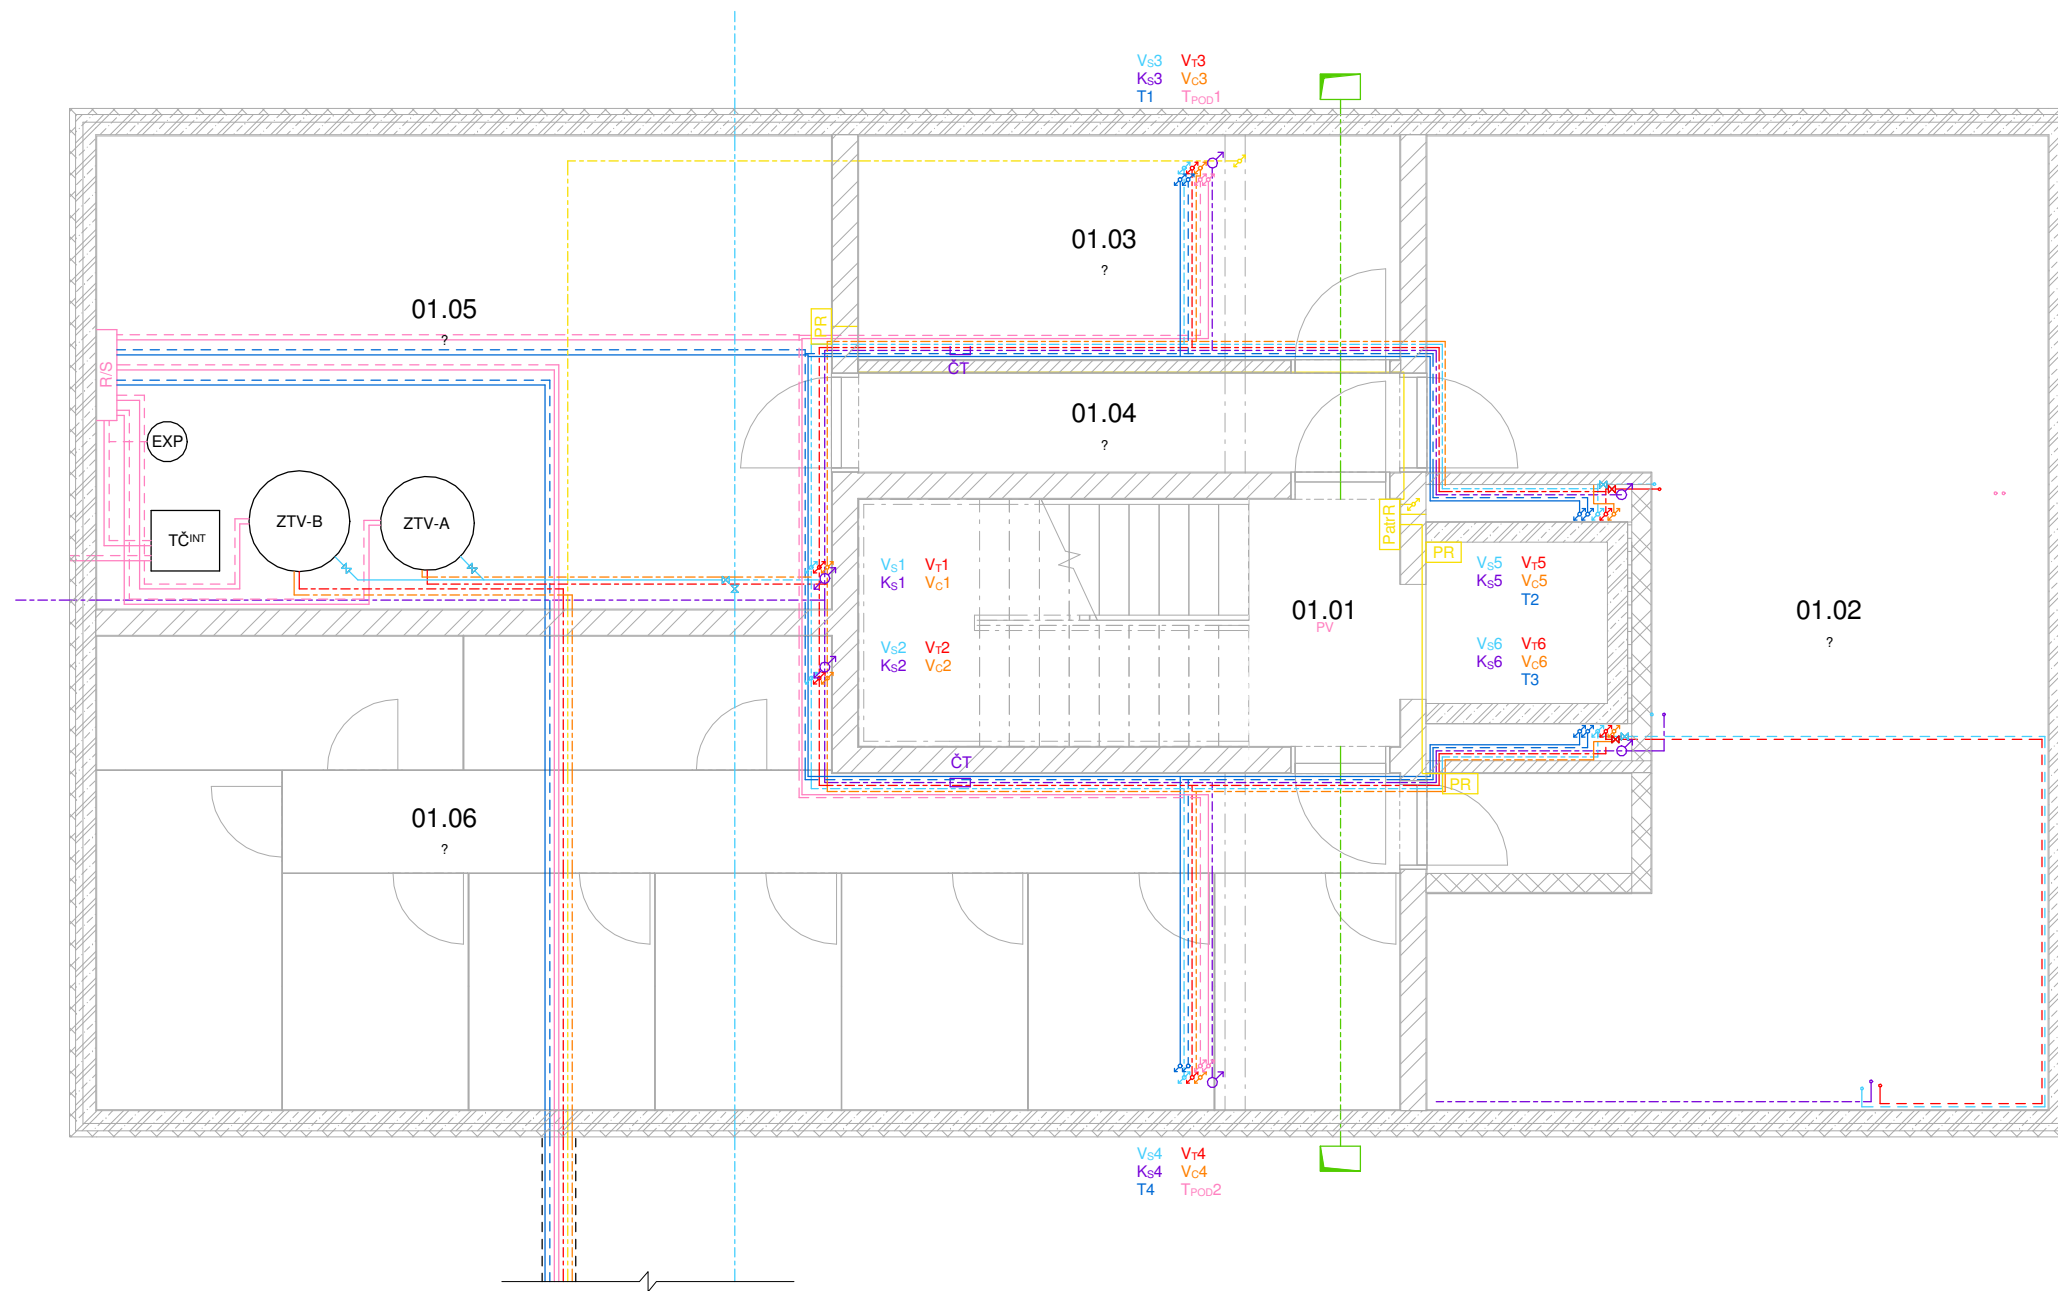 VS3 VT3
KS3 VC3
T1 TPOD1
01.03
?
01.05
?
PR
R/S
ČT
01.04
?
EXP
ZTV-B
ZTV-A
TČINT
PatrR
PR
VS1 VT1
KS1 VC1
VS5 VT5
KS5 VC5
T2
01.01
PV
01.02
?
VS2 VT2
KS2 VC2
VS6 VT6
KS6 VC6
T3
ČT
PR
01.06
?
VS4 VT4
KS4 VC4
T4 TPOD2